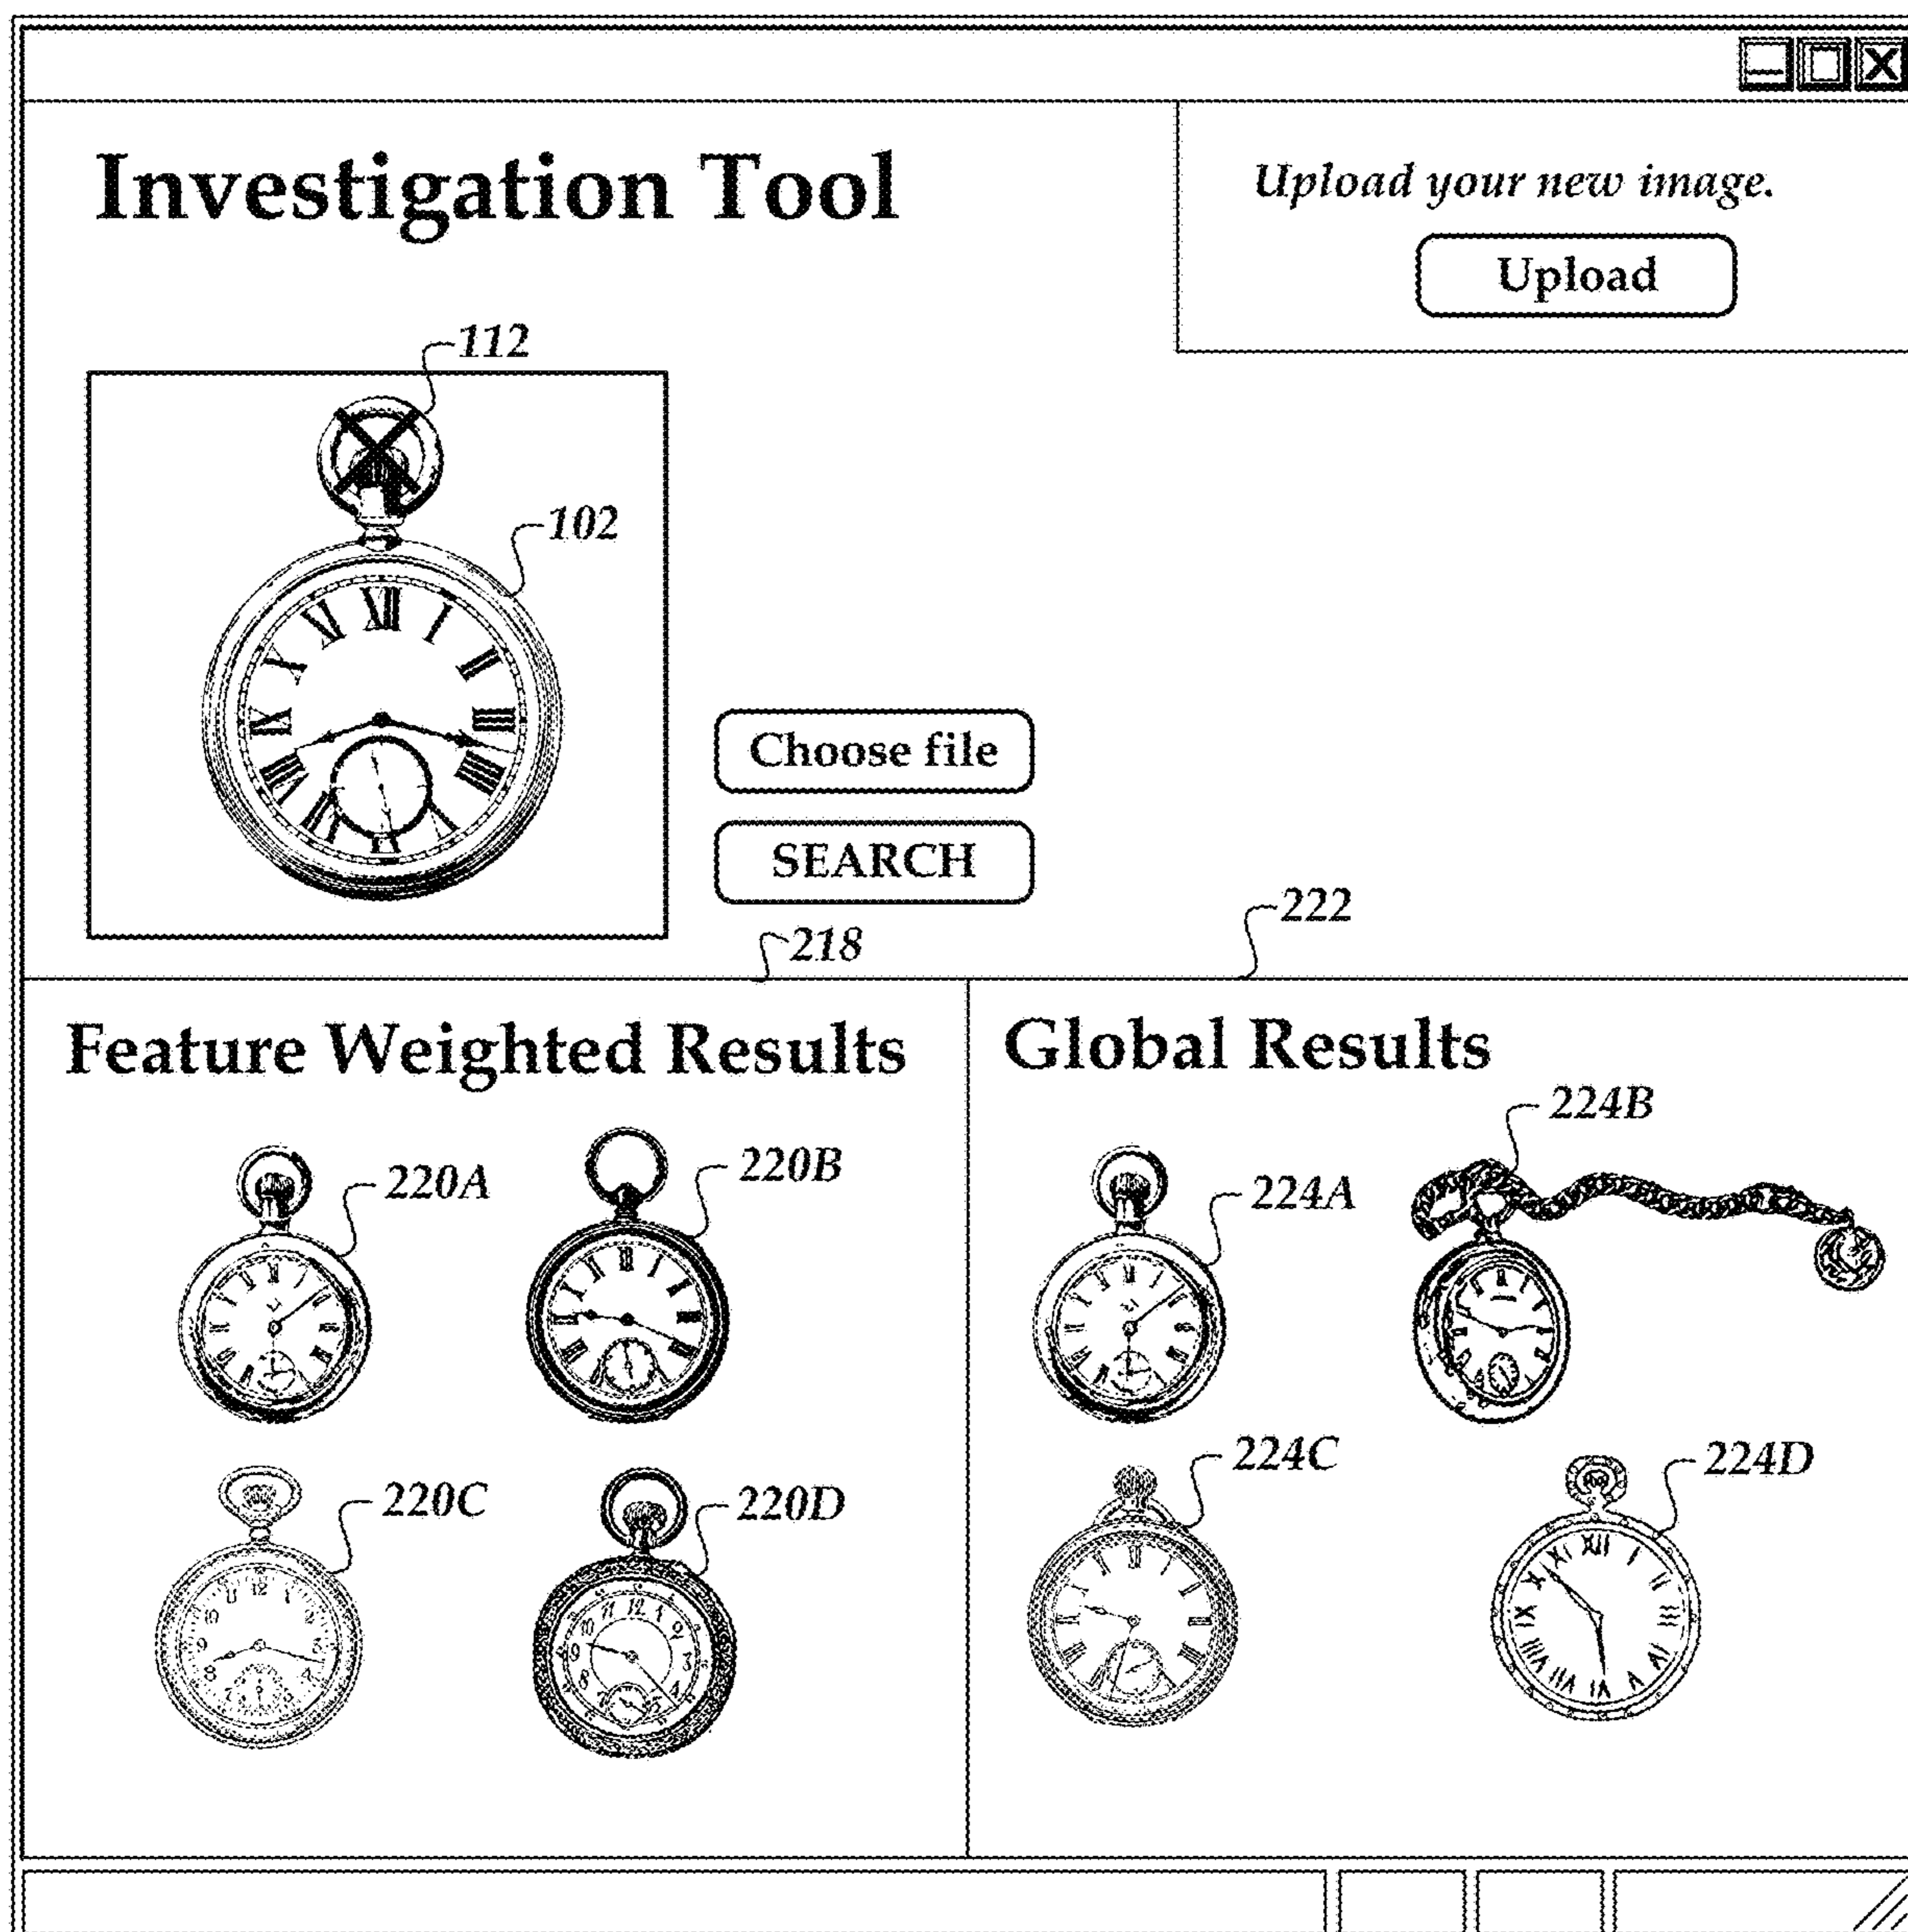 Investigation Tool
Upload your new image.
Upload
112
102
XII
Choose file
SEARCH
218
222
Feature Weighted Results
Global Results
220A
220B
224A
224B
220C
220D
224C
224D